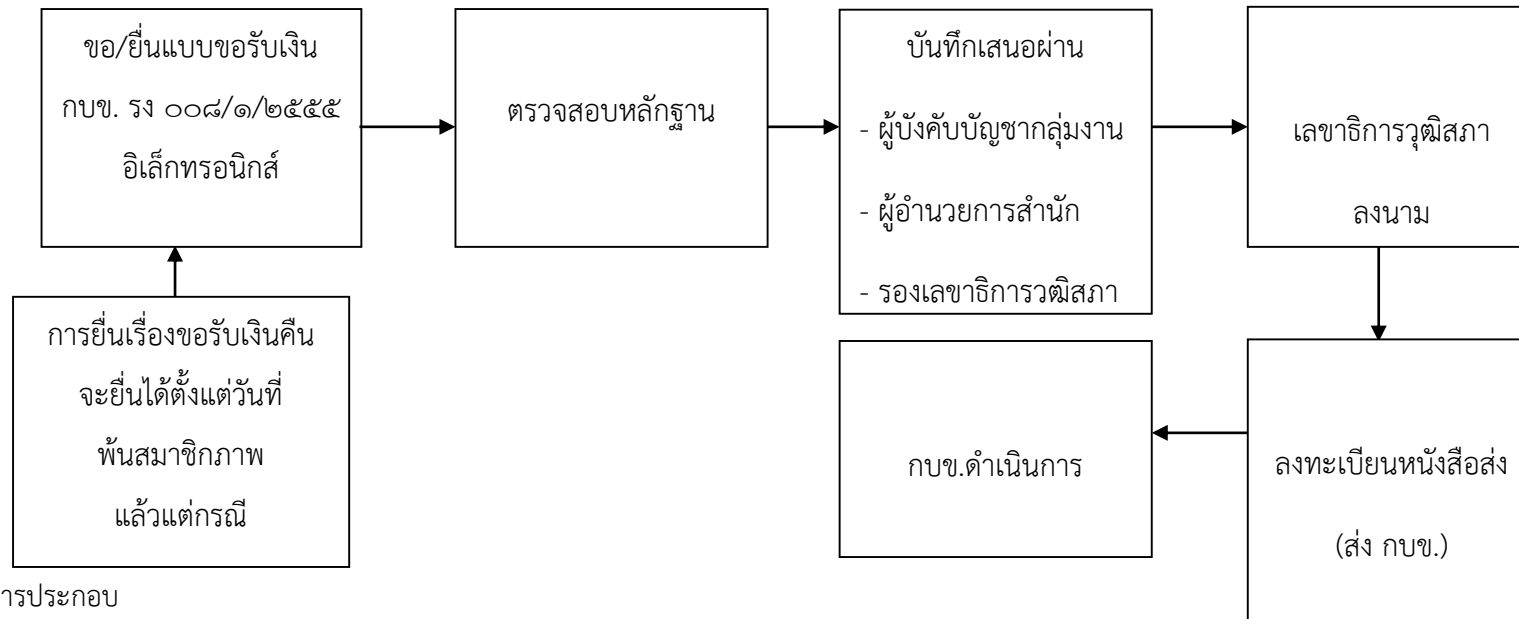 ขอ/ยื่นแบบขอรับเงิน
กบข. รง ๐๐๘/๑/๒๕๕๕
อิเล็กทรอนิกส์
ตรวจสอบหลักฐาน
บันทึกเสนอผ่าน
- ผู้บังคับบัญชากลุ่มงาน
- ผู้อำนวยการสำนัก
- รองเลขาธิการวฒิสภา
เลขาธิการวุฒิสภา
ลงนาม
การยื่นเรื่องขอรับเงินคืน
จะยื่นได้ตั้งแต่วันที่
พ้นสมาชิกภาพ
แล้วแต่กรณี
กบข.ดำเนินการ
ลงทะเบียนหนังสือส่ง
(ส่ง กบข.)
ารประกอบ